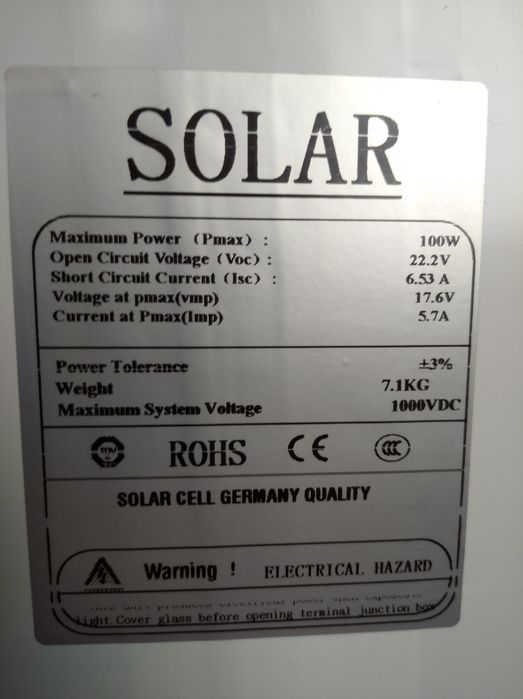 SOLAR
Maximum Power (Pmax) : 100W
Open Circuit Voltage (Voc) : 22.2V
Short Circuit Current (Isc) : 6.53 A
Voltage at pmax(vmp) 17.6V
Current at Pmax(Imp) 5.7A
Power Tolerance ±3%
Weight 7.1KG
Maximum System Voltage 1000VDC
ROHS CE CCC
SOLAR CELL GERMANY QUALITY
Warning ! ELECTRICAL HAZARD
light.Cover glass before opening terminal junction box